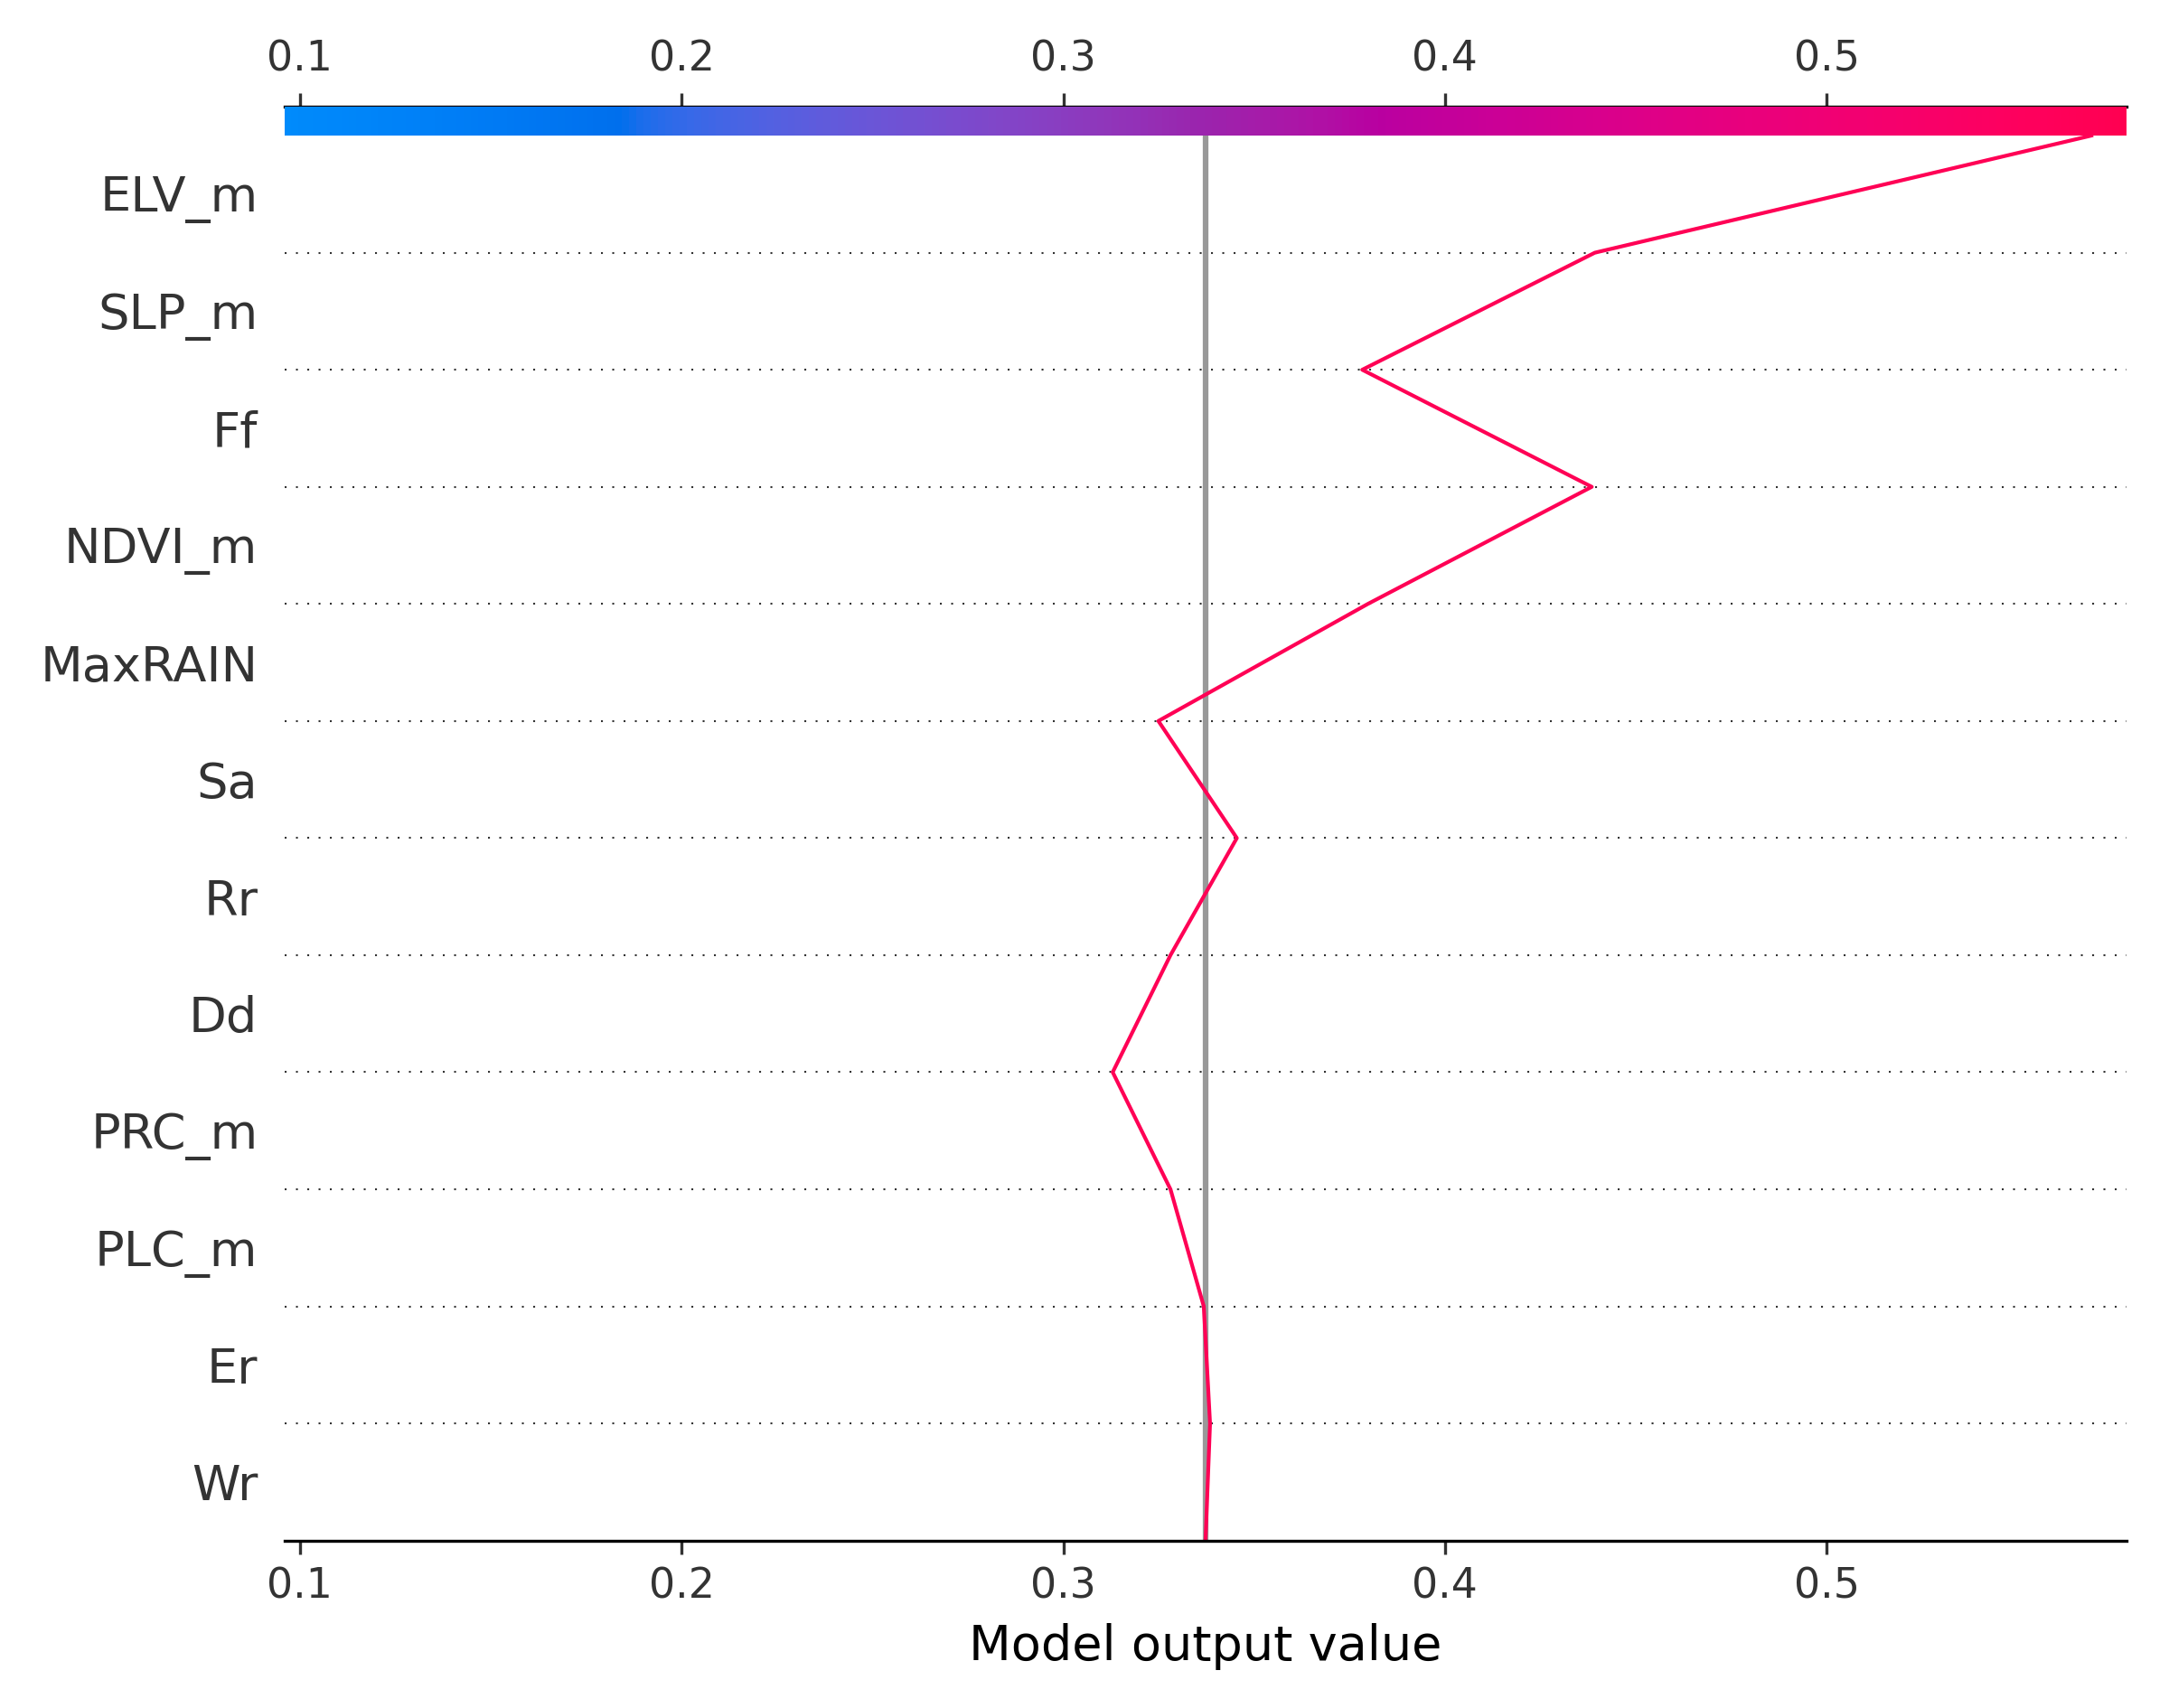 0.1 0.2 0.3 0.4 0.5
ELV_m
SLP_m
Ff
NDVI_m
MaxRAIN
Sa
Rr
Dd
PRC_m
PLC_m
Er
Wr
0.1 0.2 0.3 0.4 0.5
Model output value